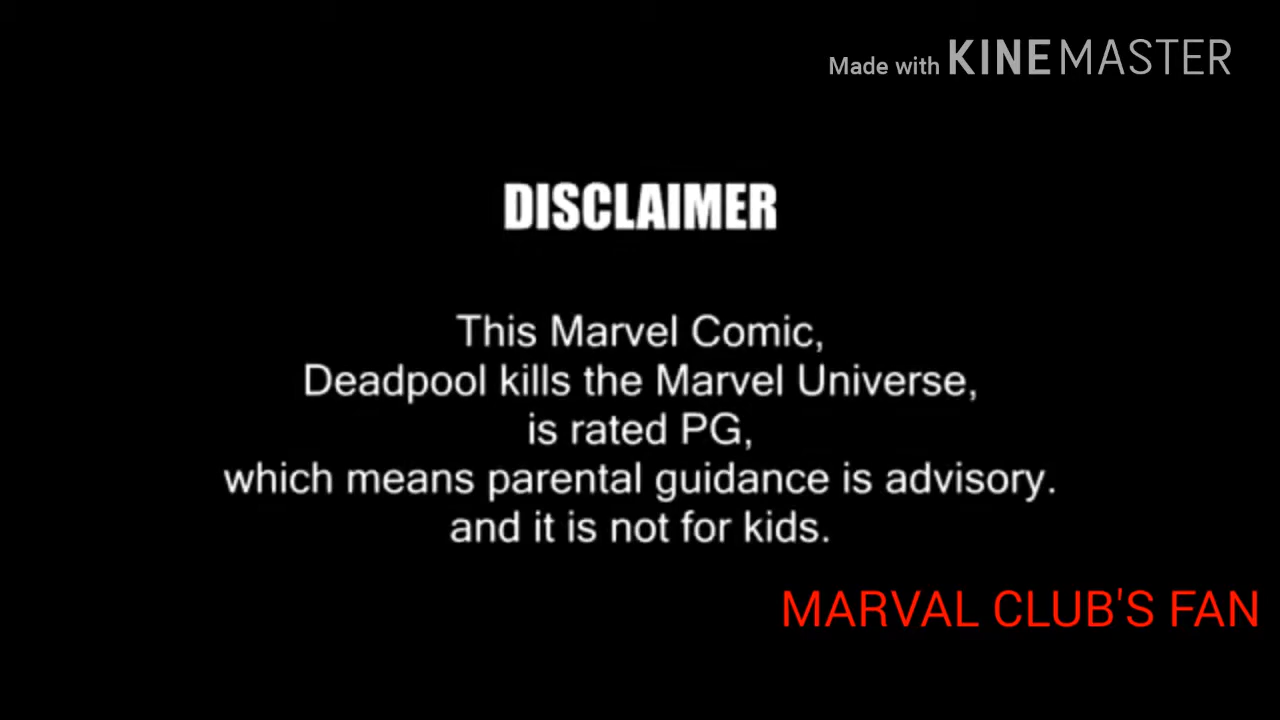 Made with KINEMASTER
DISCLAIMER
This Marvel Comic,
Deadpool kills the Marvel Universe,
is rated PG,
which means parental guidance is advisory.
and it is not for kids.
MARVAL CLUB'S FAN